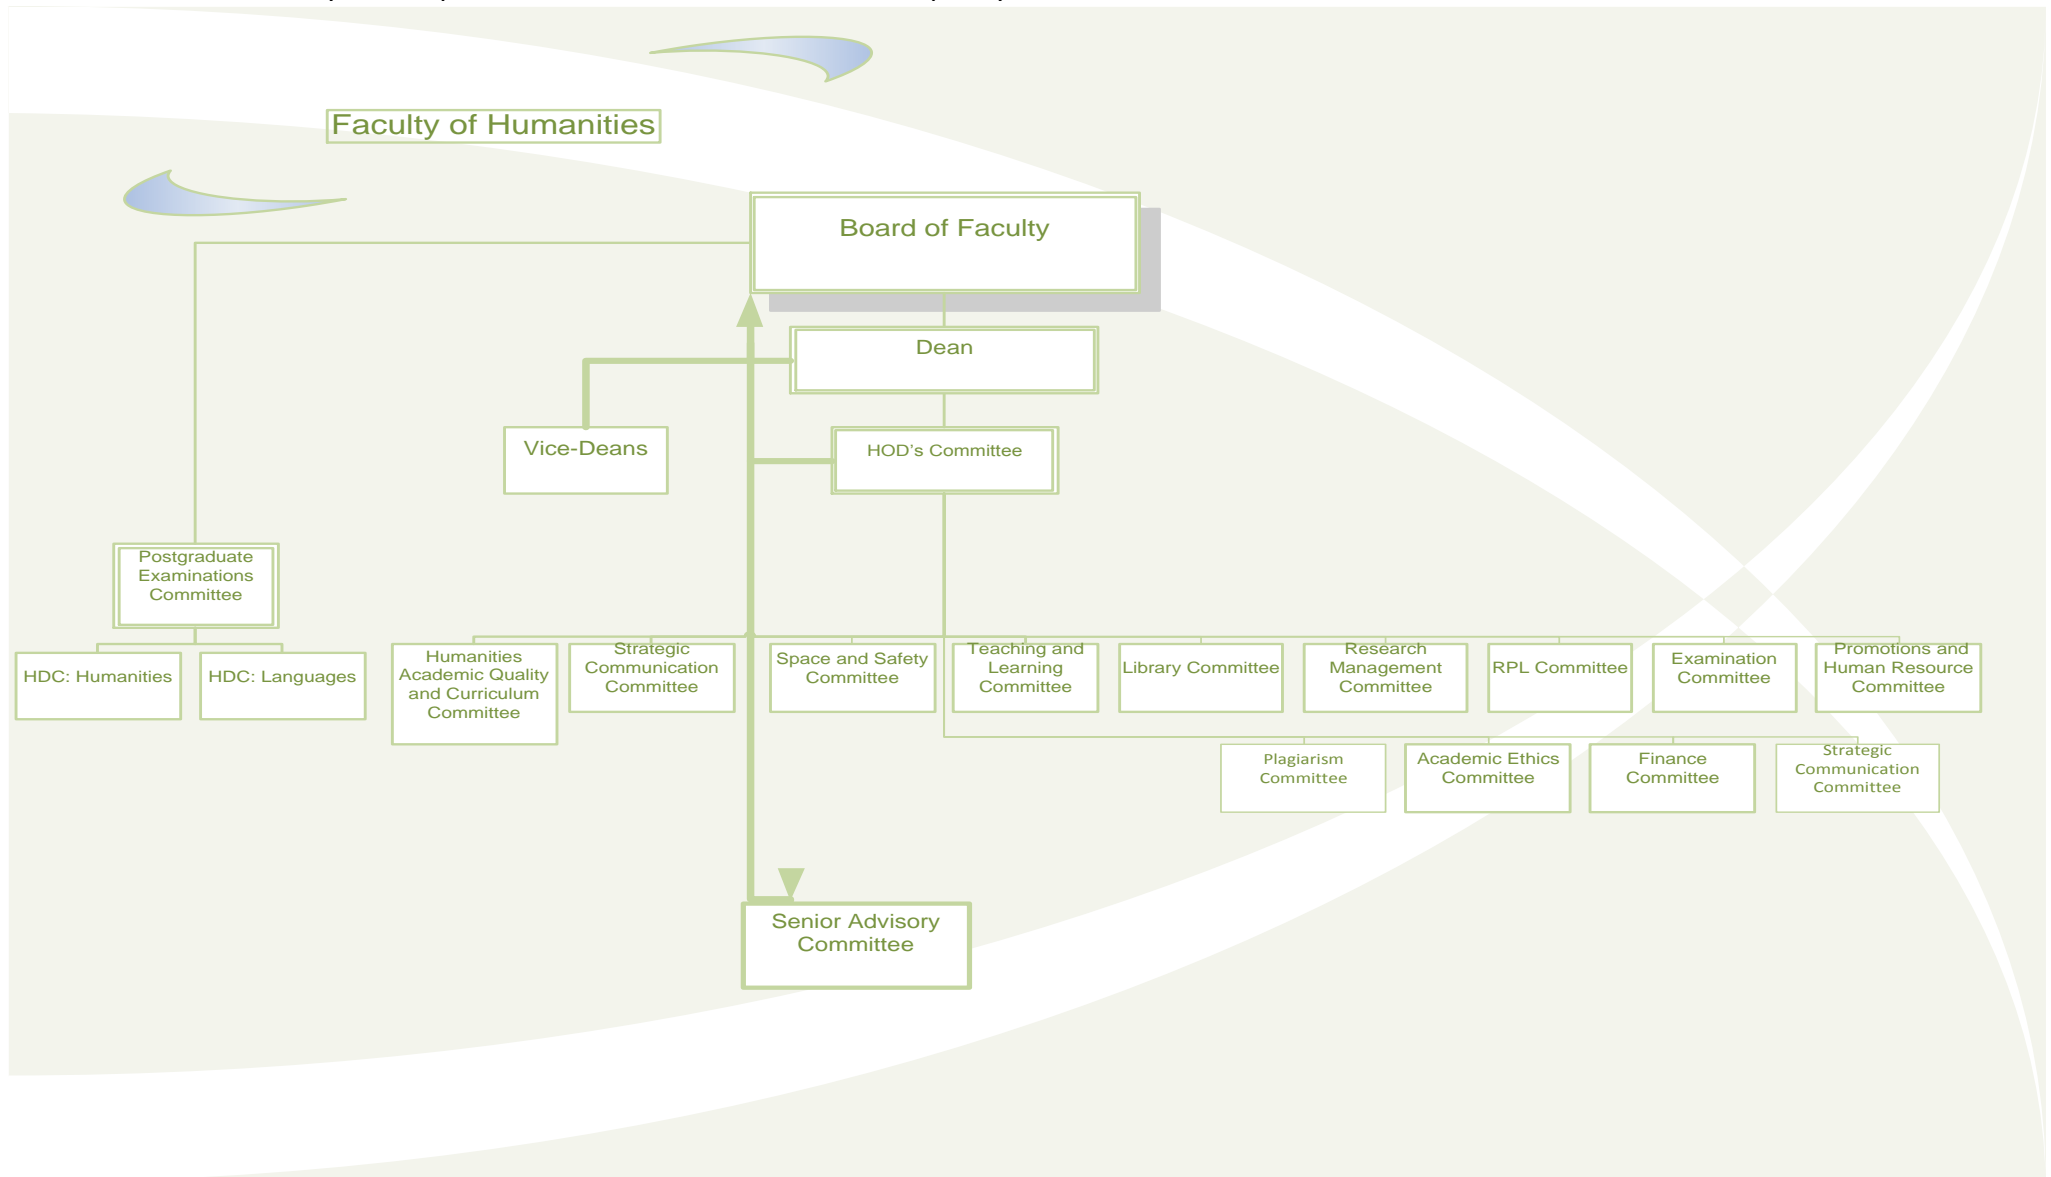 Faculty of Humanities
Board of Faculty
Dean
Vice-Deans
HOD's Committee
Postgraduate
Examinations
Committee
HDC: Humanities
HDC: Languages
Humanities
Academic Quality
and Curriculum
Committee
Strategic
Communication
Committee
Space and Safety
Committee
Teaching and
Learning
Committee
Library Committee
Research
Management
Committee
RPL Committee
Examination
Committee
Promotions and
Human Resource
Committee
Plagiarism
Committee
Academic Ethics
Committee
Finance
Committee
Strategic
Communication
Committee
Senior Advisory
Committee